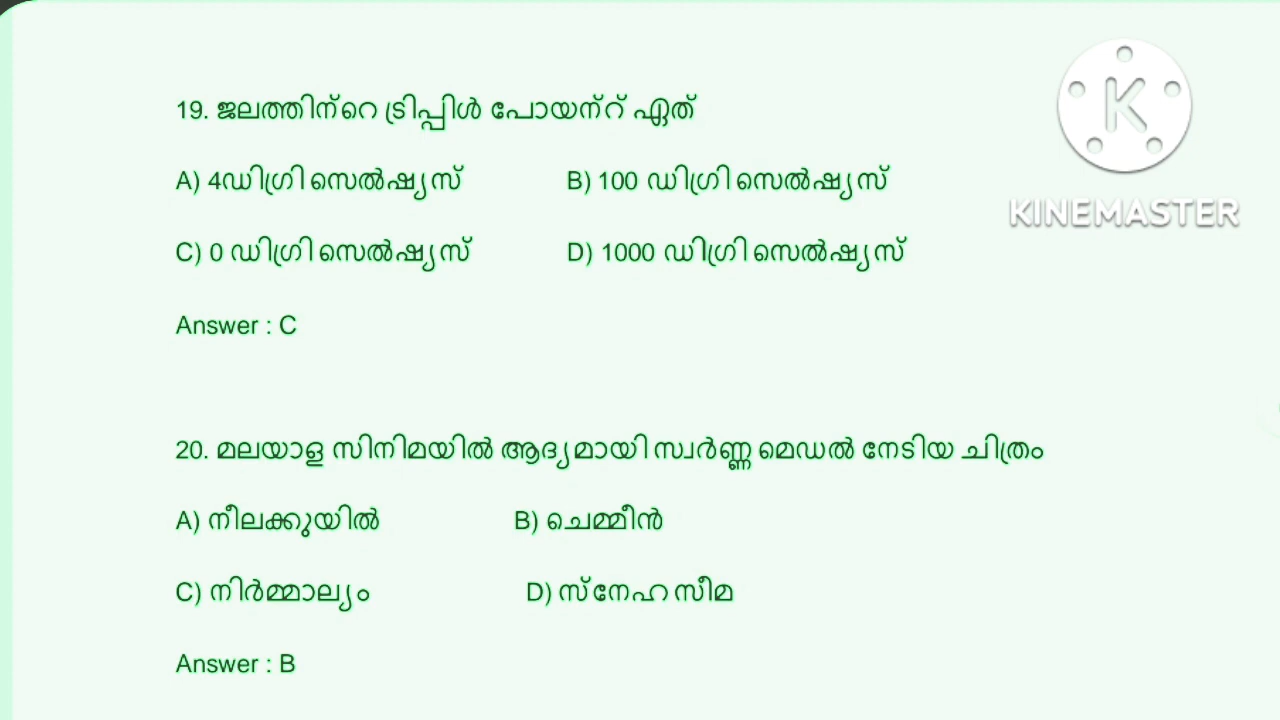 19. ജലത്തിന്റെ ട്രിപ്പിൾ പോയന്റ് ഏത്
A) 4ഡിഗ്രി സെൽഷ്യസ് B) 100 ഡിഗ്രി സെൽഷ്യസ്
C) 0 ഡിഗ്രി സെൽഷ്യസ് D) 1000 ഡിഗ്രി സെൽഷ്യസ്
Answer : C
20. മലയാള സിനിമയിൽ ആദ്യമായി സ്വർണ്ണ മെഡൽ നേടിയ ചിത്രം
A) നീലക്കുയിൽ B) ചെമ്മീൻ
C) നിർമ്മാല്യം D) സ്നേഹസീമ
Answer : B
K
KINEMASTER